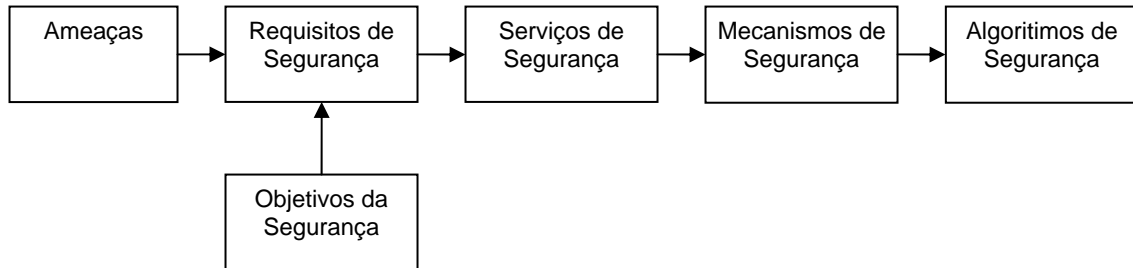 Ameaças
Requisitos de
Segurança
Serviços de
Segurança
Mecanismos de
Segurança
Algoritimos de
Segurança
Objetivos da
Segurança